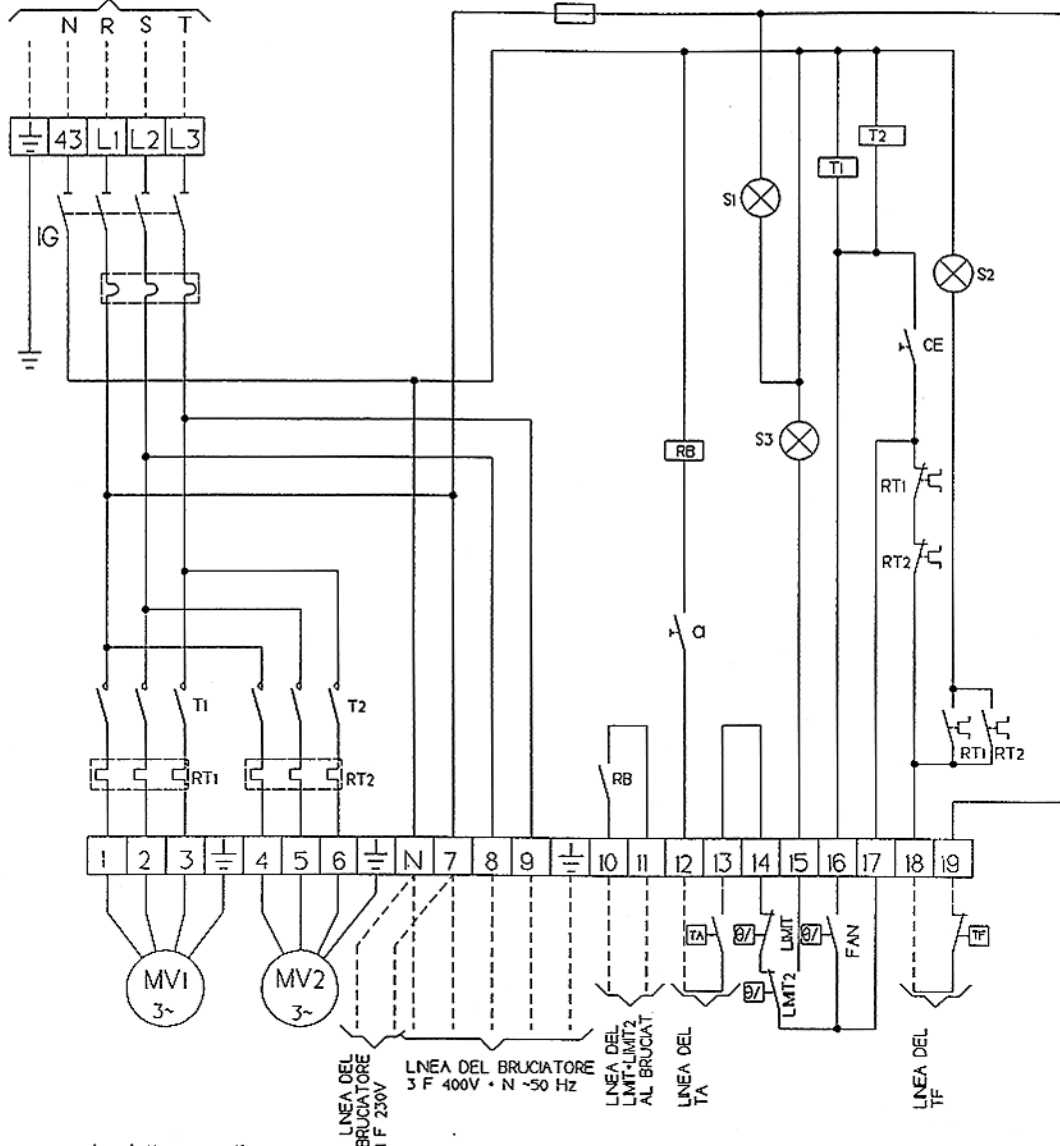 N R S T
43 L1 L2 L3
IG
S1
T1
T2
S2
CE
S3
RB
RT1
RT2
a
T1
T2
RT1
RT2
RB
RT1 RT2
1 2 3 4 5 6 N 7 8 9 10 11 12 13 14 15 16 17 18 19
MV1
3~
MV2
3~
TA
θ/
LIMIT
θ/
LIMIT2
θ/
FAN
TF
LINEA DEL
BRUCIATORE
1 F 230V
LINEA DEL BRUCIATORE
3 F 400V + N ~50 Hz
LINEA DEL
LIMIT+LIMIT2
AL BRUCIAT.
LINEA DEL
TA
LINEA DEL
TF